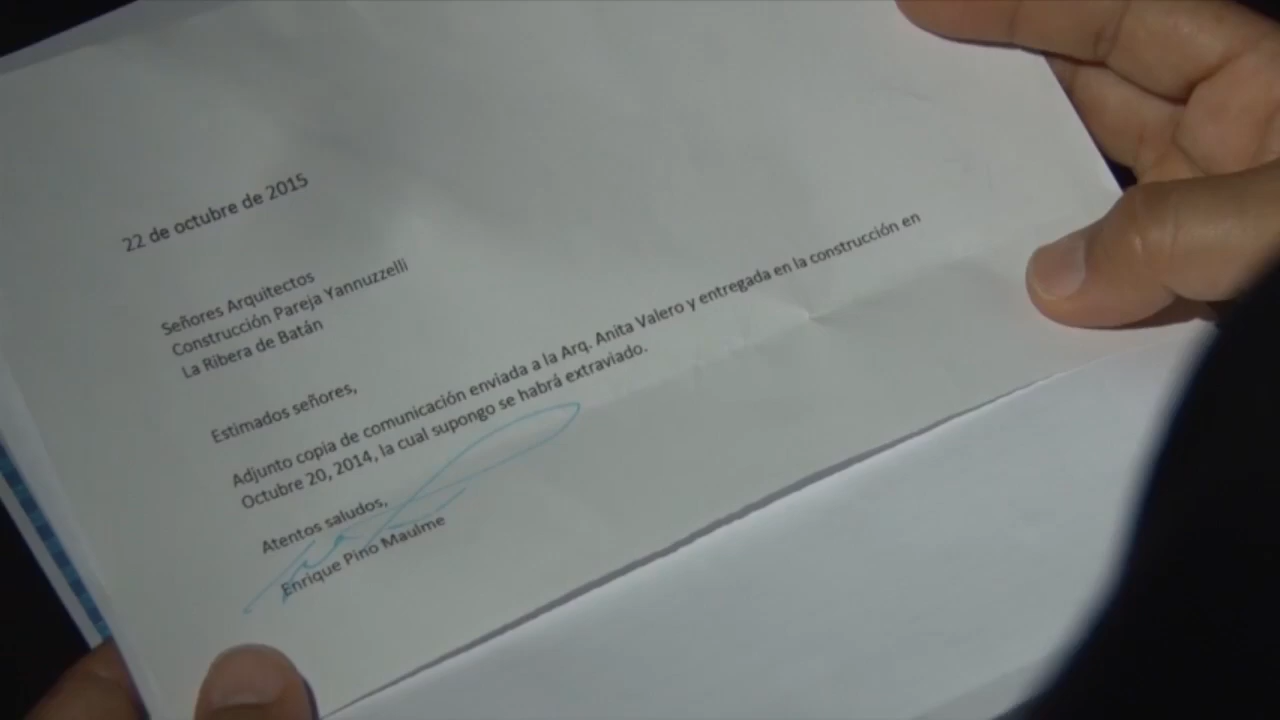 22 de octubre de 2015
Señores Arquitectos
Construcción Pareja Yannuzzelli
La Ribera de Batán
Estimados señores,
Adjunto copia de comunicación enviada a la Arq. Anita Valero y entregada en la construcción en
Octubre 20, 2014, la cual supongo se habrá extraviado.
Atentos saludos,
Enrique Pino Maulme